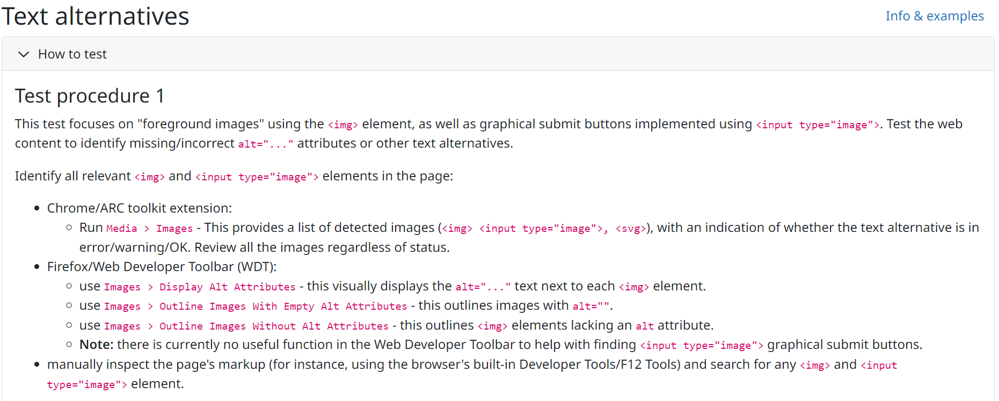 Text alternatives
Info & examples
How to test
Test procedure 1
This test focuses on "foreground images" using the <img> element, as well as graphical submit buttons implemented using <input type="image">. Test the web
content to identify missing/incorrect alt="..." attributes or other text alternatives.
Identify all relevant <img> and <input type="image"> elements in the page:
• Chrome/ARC toolkit extension:
◦ Run Media > Images - This provides a list of detected images (<img> <input type="image">, <svg>), with an indication of whether the text alternative is in
error/warning/OK. Review all the images regardless of status.
• Firefox/Web Developer Toolbar (WDT):
◦ use Images > Display Alt Attributes - this visually displays the alt="..." text next to each <img> element.
◦ use Images > Outline Images With Empty Alt Attributes - this outlines images with alt="".
◦ use Images > Outline Images Without Alt Attributes - this outlines <img> elements lacking an alt attribute.
◦ Note: there is currently no useful function in the Web Developer Toolbar to help with finding <input type="image"> graphical submit buttons.
• manually inspect the page's markup (for instance, using the browser's built-in Developer Tools/F12 Tools) and search for any <img> and <input
type="image"> element.